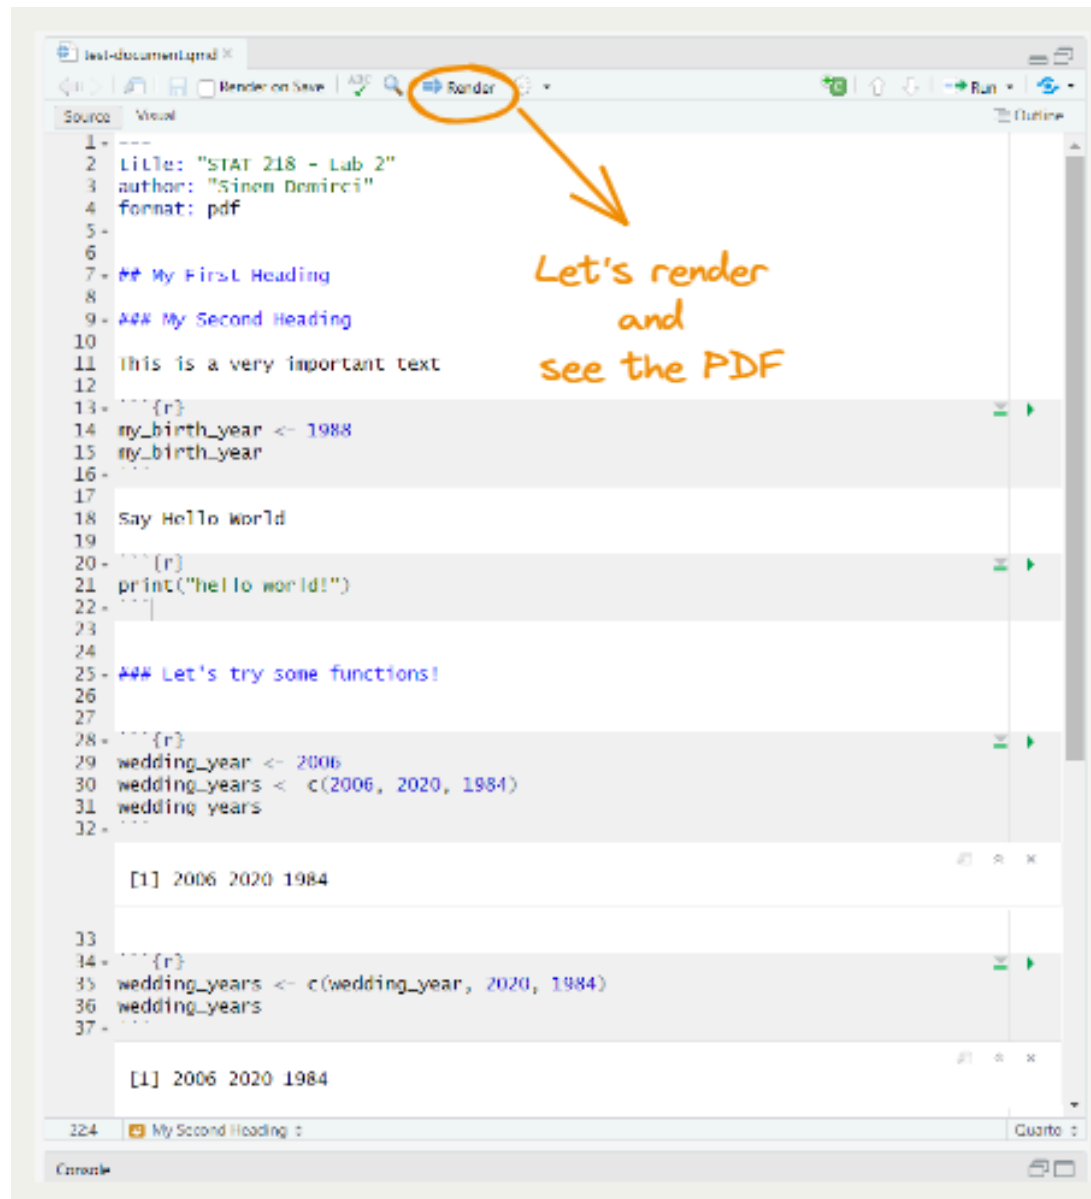 test-document.qmd
Render on Save Render Run
Source Visual Outline
1 ---
2 title: "STAT 218 - Lab 2"
3 author: "Sinem Demirci"
4 format: pdf
5
6
7 ## My First Heading
8
9 ### My Second Heading
10
11 This is a very important text
12
13 ```{r}
14 my_birth_year <- 1988
15 my_birth_year
16 ```
17
18 Say Hello World
19
20 ```{r}
21 print("hello world!")
22 ```
23
24
25 ### Let's try some functions!
26
27
28 ```{r}
29 wedding_year <- 2006
30 wedding_years <- c(2006, 2020, 1984)
31 wedding_years
32 ```
[1] 2006 2020 1984
33
34 ```{r}
35 wedding_years <- c(wedding_year, 2020, 1984)
36 wedding_years
37 ```
[1] 2006 2020 1984
22:4 My Second Heading Quarto
Console
Let's render
and
see the PDF